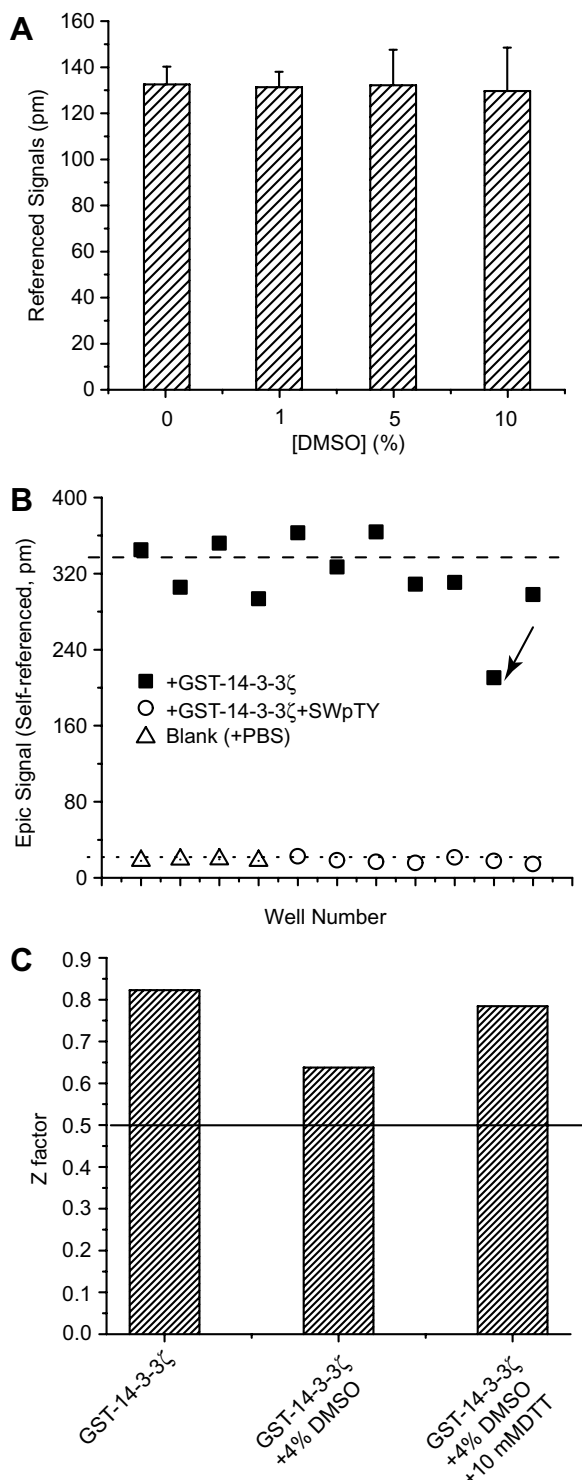 A
160
140
120
100
80
60
40
20
0
Referenced Signals (pm)
0 1 5 10
[DMSO] (%)
B
400
320
240
160
80
0
Epic Signal (Self-referenced, pm)
+GST-14-3-3ζ
+GST-14-3-3ζ+SWpTY
Blank (+PBS)
Well Number
C
0.9
0.8
0.7
0.6
0.5
0.4
0.3
0.2
0.1
0.0
Z factor
GST-14-3-3ζ
GST-14-3-3ζ
+4% DMSO
GST-14-3-3ζ
+4% DMSO
+10 mMDTT